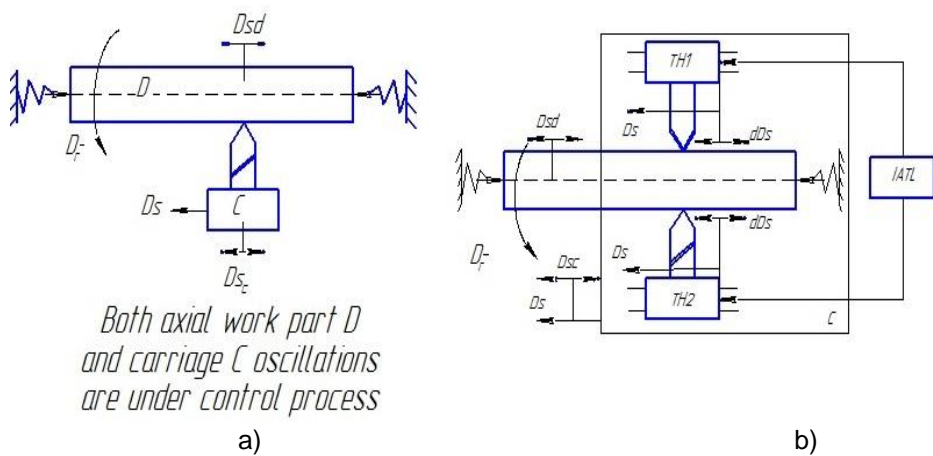 Dsd
D
Dr
C
Ds
Dsc
Both axial work part D
and carriage C oscillations
are under control process
a)
TH1
Ds
dDs
Dsd
IATL
dDs
Dr
Dsc
Ds
Ds
TH2
C
b)